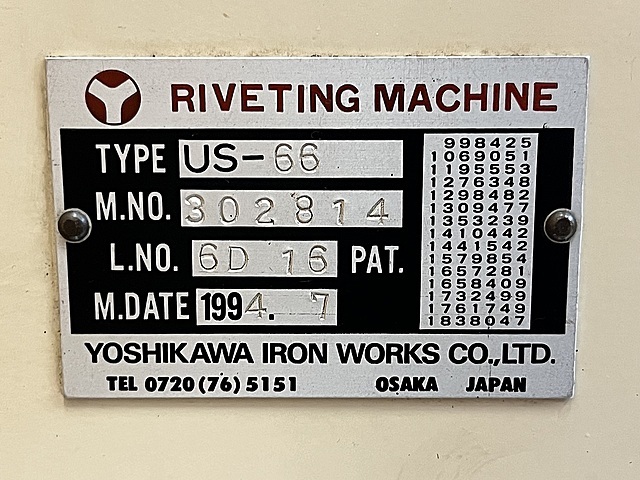 RIVETING MACHINE
TYPE US-66
M.NO. 302814
L.NO. 6D 16 PAT.
M.DATE 1994. 7
998425
1069051
1195553
1276348
1298482
1309477
1353239
1410442
1441542
1579854
1657281
1658409
1732499
1761749
1838047
YOSHIKAWA IRON WORKS CO.,LTD.
TEL 0720(76)5151 OSAKA JAPAN